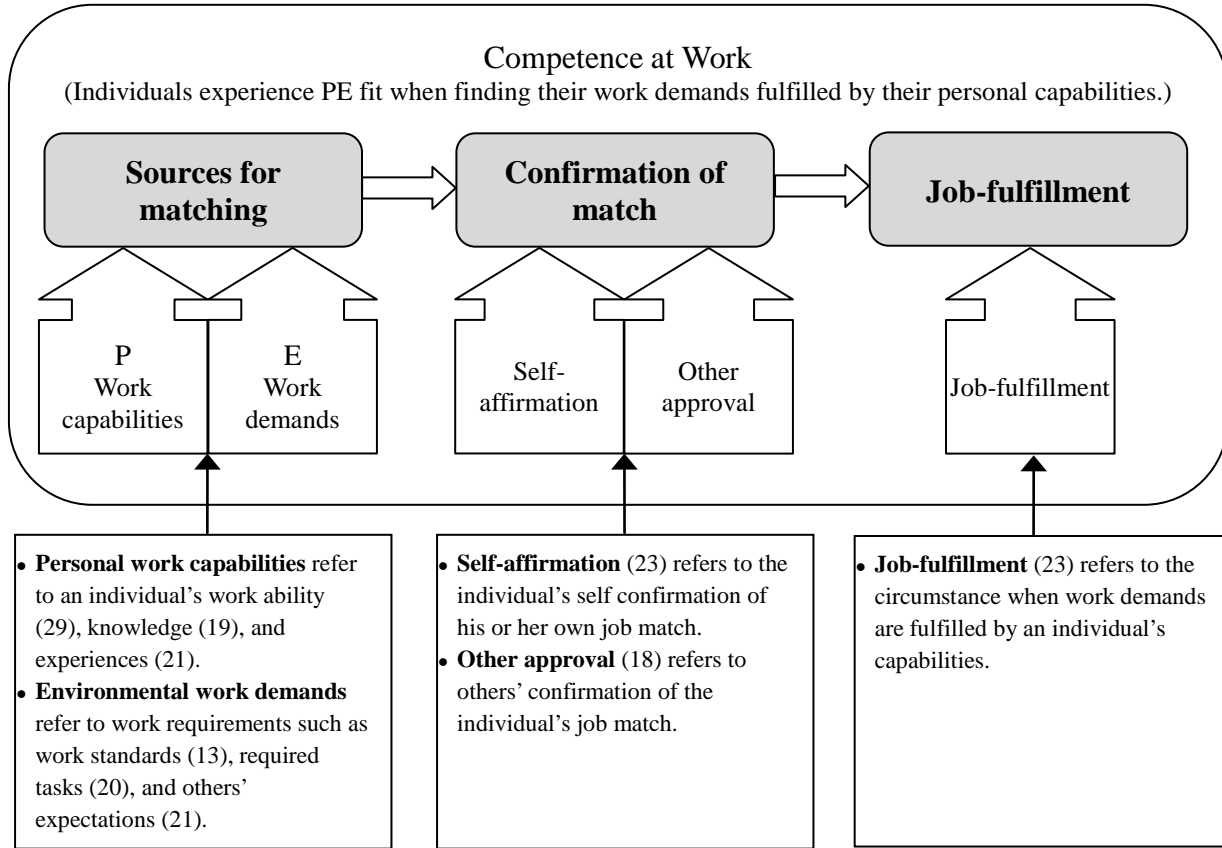 Competence at Work
(Individuals experience PE fit when finding their work demands fulfilled by their personal capabilities.)
Sources for
matching
Confirmation of
match
Job-fulfillment
P
Work
capabilities
E
Work
demands
Self-
affirmation
Other
approval
Job-fulfillment
• Personal work capabilities refer
to an individual’s work ability
(29), knowledge (19), and
experiences (21).
• Environmental work demands
refer to work requirements such as
work standards (13), required
tasks (20), and others’
expectations (21).
• Self-affirmation (23) refers to the
individual’s self confirmation of
his or her own job match.
• Other approval (18) refers to
others’ confirmation of the
individual’s job match.
• Job-fulfillment (23) refers to the
circumstance when work demands
are fulfilled by an individual’s
capabilities.